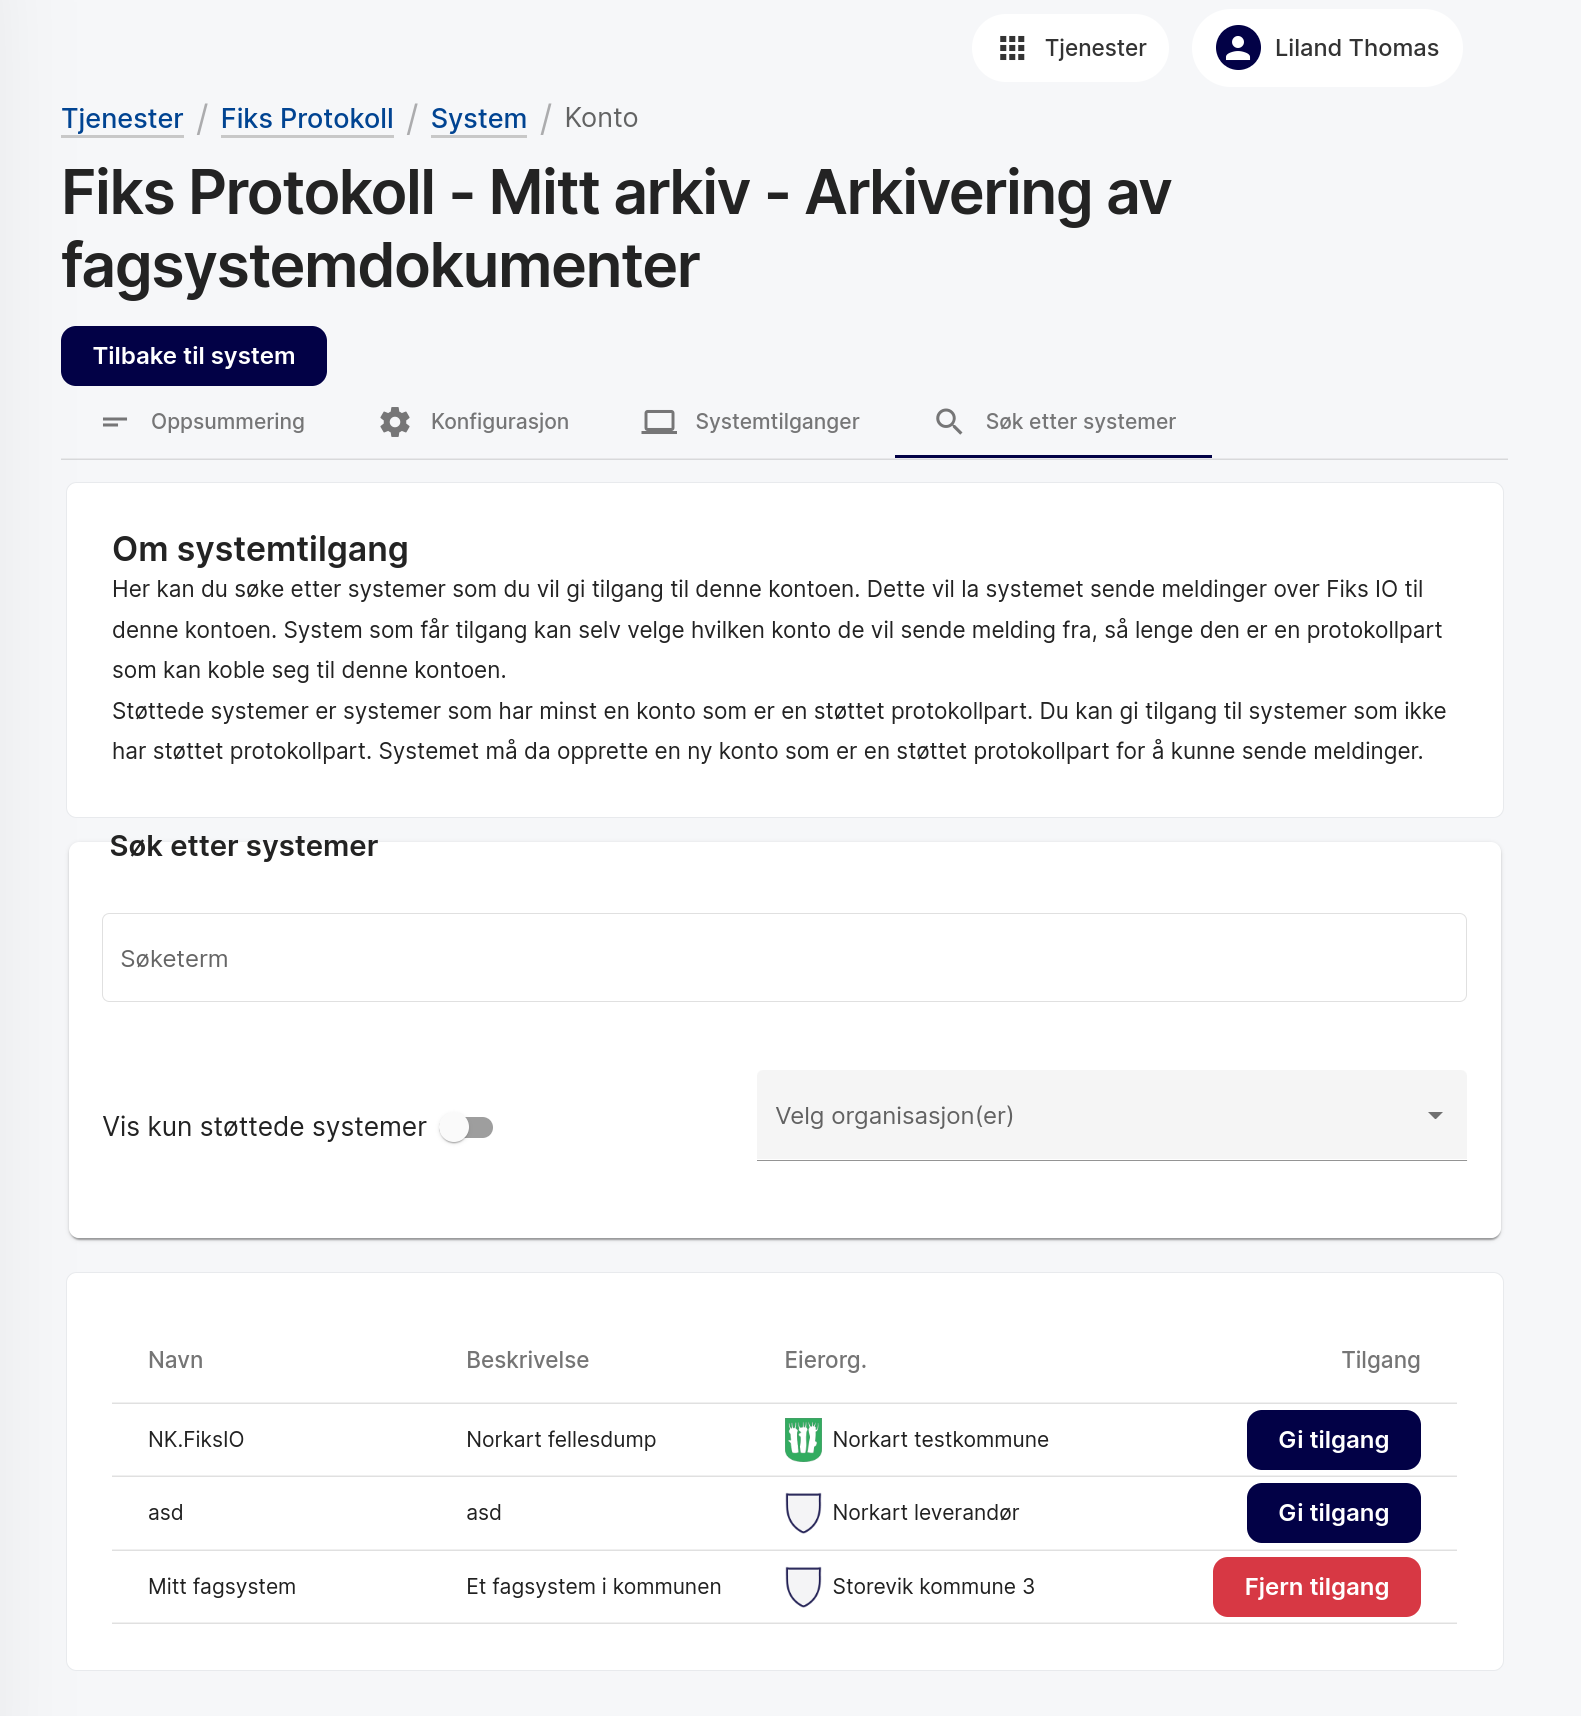 Tjenester
Liland Thomas
Tjenester / Fiks Protokoll / System / Konto
Fiks Protokoll - Mitt arkiv - Arkivering av
fagsystemdokumenter
Tilbake til system
Oppsummering Konfigurasjon Systemtilganger Søk etter systemer
Om systemtilgang
Her kan du søke etter systemer som du vil gi tilgang til denne kontoen. Dette vil la systemet sende meldinger over Fiks IO til
denne kontoen. System som får tilgang kan selv velge hvilken konto de vil sende melding fra, så lenge den er en protokollpart
som kan koble seg til denne kontoen.
Støttede systemer er systemer som har minst en konto som er en støttet protokollpart. Du kan gi tilgang til systemer som ikke
har støttet protokollpart. Systemet må da opprette en ny konto som er en støttet protokollpart for å kunne sende meldinger.
Søk etter systemer
Søketerm
Vis kun støttede systemer
Velg organisasjon(er)
Navn Beskrivelse Eierorg. Tilgang
NK.FiksIO Norkart fellesdump Norkart testkommune Gi tilgang
asd asd Norkart leverandør Gi tilgang
Mitt fagsystem Et fagsystem i kommunen Storevik kommune 3 Fjern tilgang